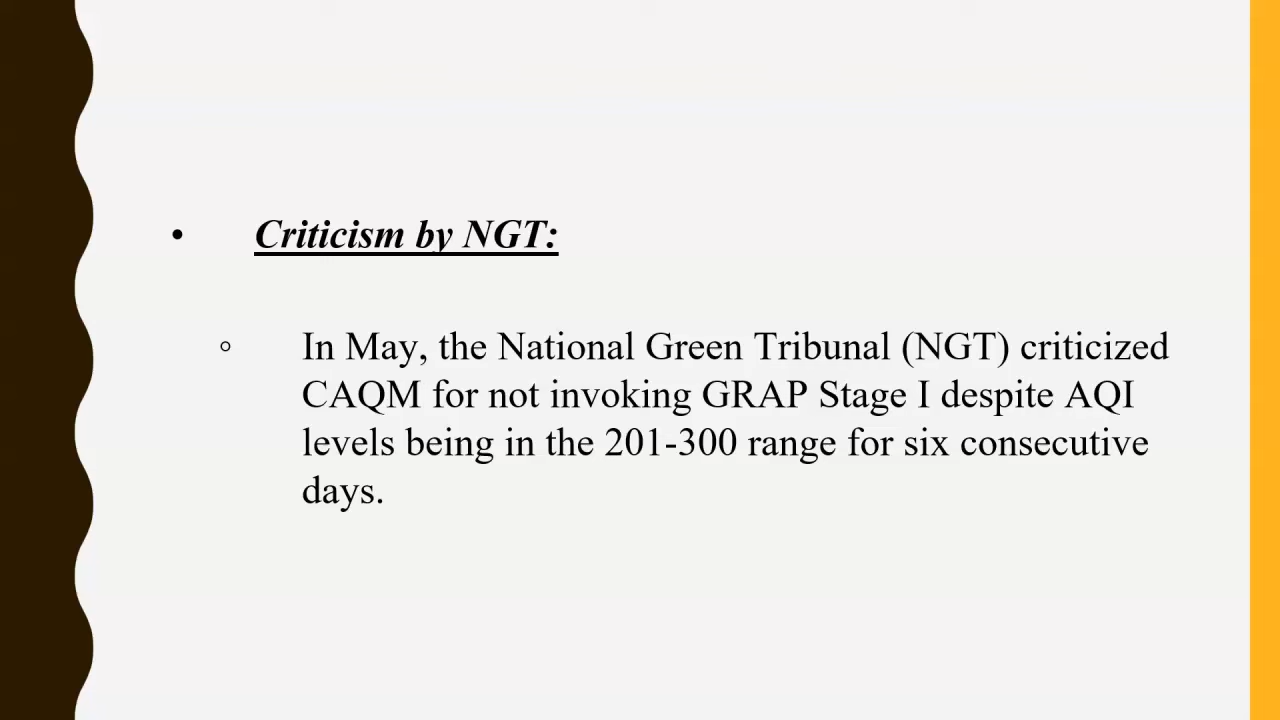 • Criticism by NGT:
◦ In May, the National Green Tribunal (NGT) criticized
CAQM for not invoking GRAP Stage I despite AQI
levels being in the 201-300 range for six consecutive
days.